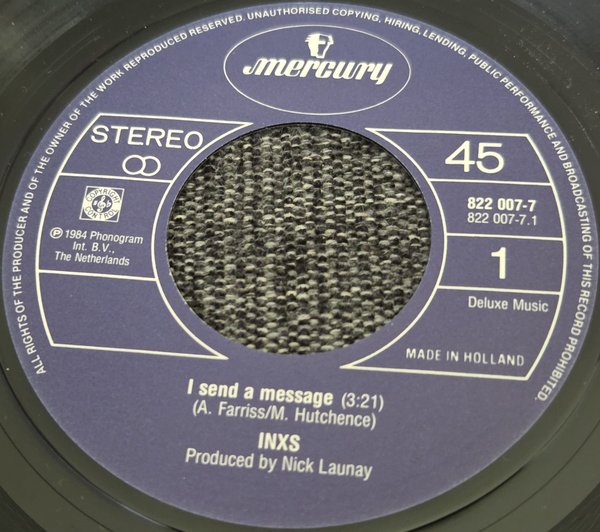 ALL RIGHTS OF THE PRODUCER AND OF THE OWNER OF THE WORK REPRODUCED RESERVED. UNAUTHORISED COPYING, HIRING, LENDING, PUBLIC PERFORMANCE AND BROADCASTING OF THIS RECORD PROHIBITED.
mercury
STEREO
COPYRIGHT
CONTROL
℗ 1984 Phonogram
Int. B.V.,
The Netherlands
45
822 007-7
822 007-7.1
1
Deluxe Music
MADE IN HOLLAND
I send a message (3:21)
(A. Farriss/M. Hutchence)
INXS
Produced by Nick Launay